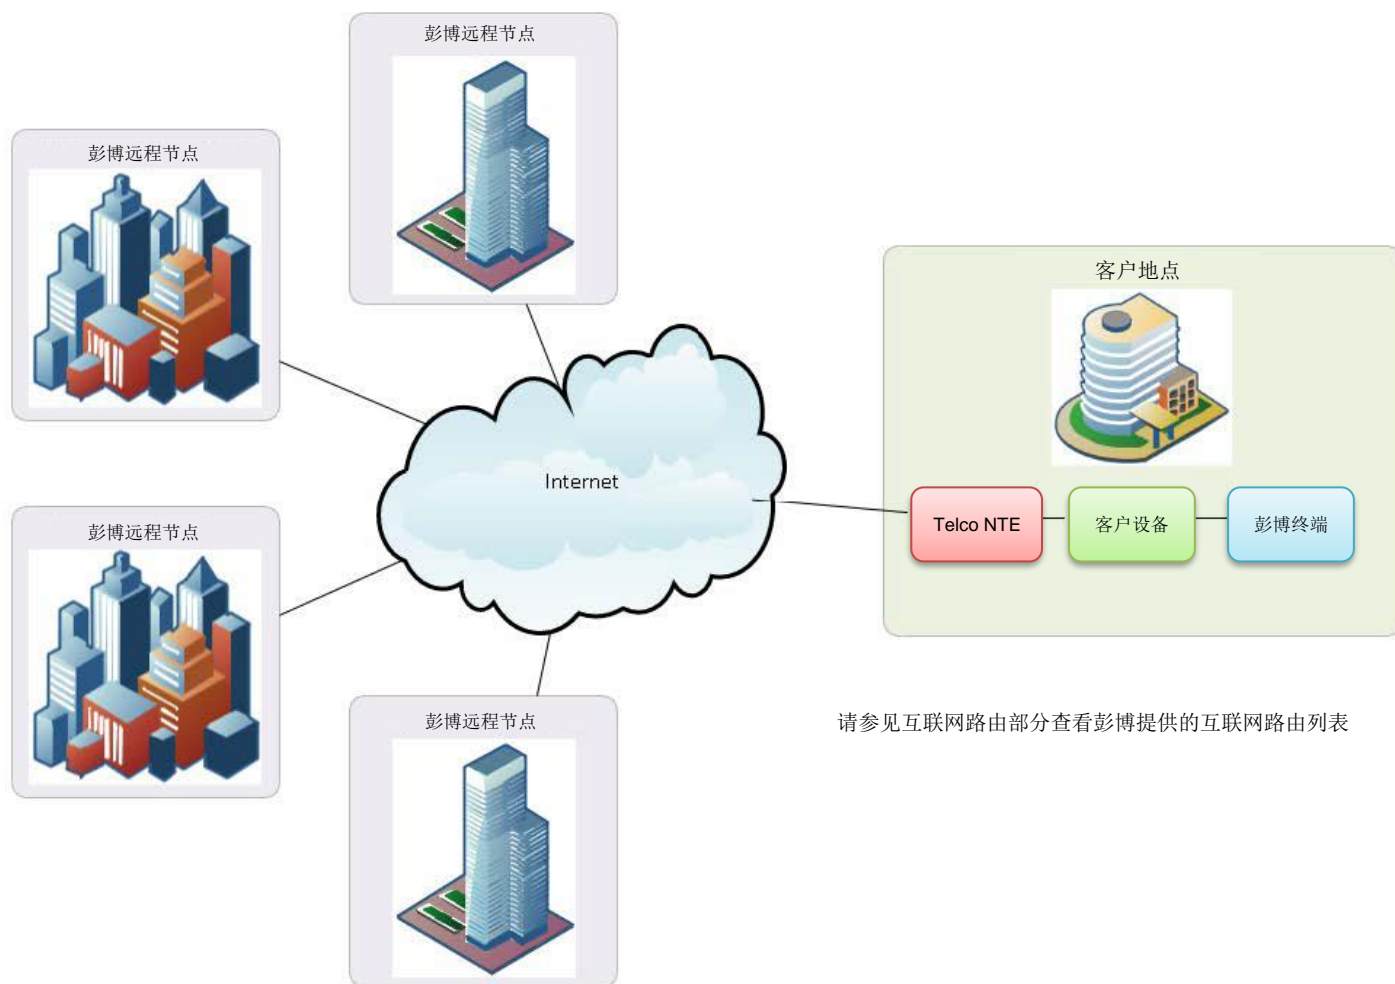 彭博远程节点
彭博远程节点
客户地点
Internet
Telco NTE
客户设备
彭博终端
彭博远程节点
彭博远程节点
请参见互联网路由部分查看彭博提供的互联网路由列表